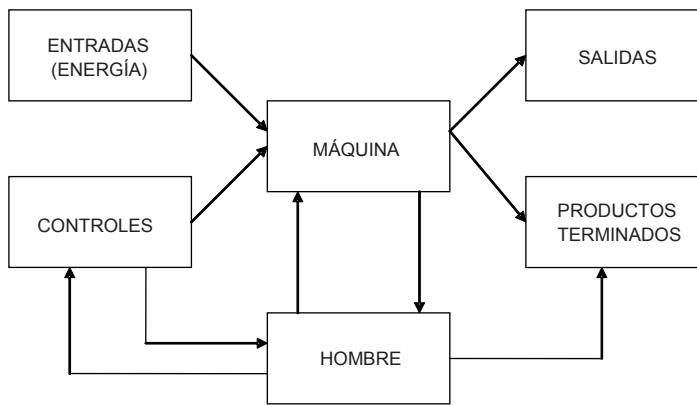 ENTRADAS
(ENERGÍA)
SALIDAS
MÁQUINA
CONTROLES
PRODUCTOS
TERMINADOS
HOMBRE